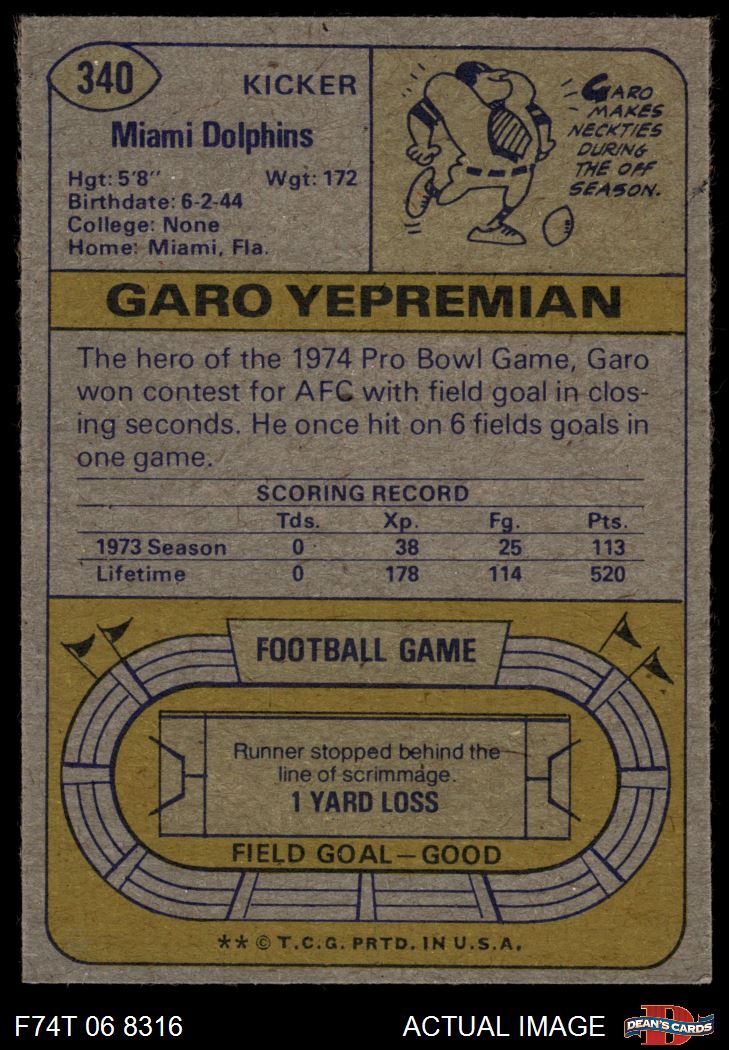 340
KICKER
Miami Dolphins
Hgt: 5'8" Wgt: 172
Birthdate: 6-2-44
College: None
Home: Miami, Fla.
GARO
MAKES
NECKTIES
DURING
THE OFF
SEASON.
GARO YEPREMIAN
The hero of the 1974 Pro Bowl Game, Garo
won contest for AFC with field goal in clos-
ing seconds. He once hit on 6 fields goals in
one game.
SCORING RECORD
Tds. Xp. Fg. Pts.
1973 Season 0 38 25 113
Lifetime 0 178 114 520
FOOTBALL GAME
Runner stopped behind the
line of scrimmage.
1 YARD LOSS
FIELD GOAL—GOOD
** © T.C.G. PRTD. IN U.S.A.
F74T 06 8316 ACTUAL IMAGE DEAN'S CARDS